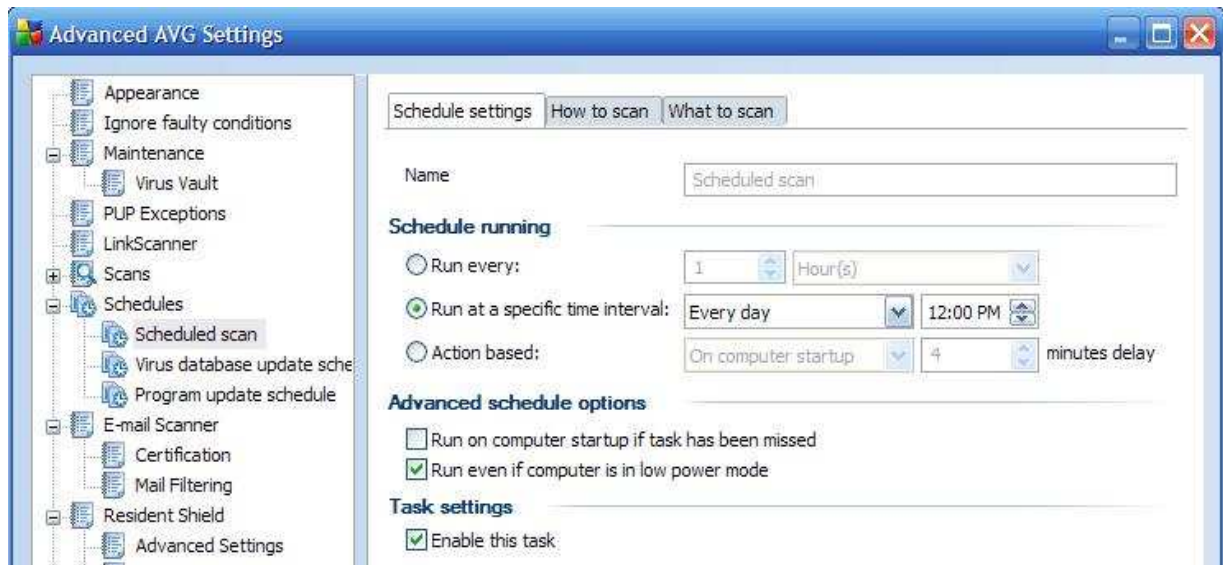 Advanced AVG Settings
Appearance
Ignore faulty conditions
Maintenance
Virus Vault
PUP Exceptions
LinkScanner
Scans
Schedules
Scheduled scan
Virus database update sche
Program update schedule
E-mail Scanner
Certification
Mail Filtering
Resident Shield
Advanced Settings
Schedule settings How to scan What to scan
Name Scheduled scan
Schedule running
Run every: 1 Hour(s)
Run at a specific time interval: Every day 12:00 PM
Action based: On computer startup 4 minutes delay
Advanced schedule options
Run on computer startup if task has been missed
Run even if computer is in low power mode
Task settings
Enable this task